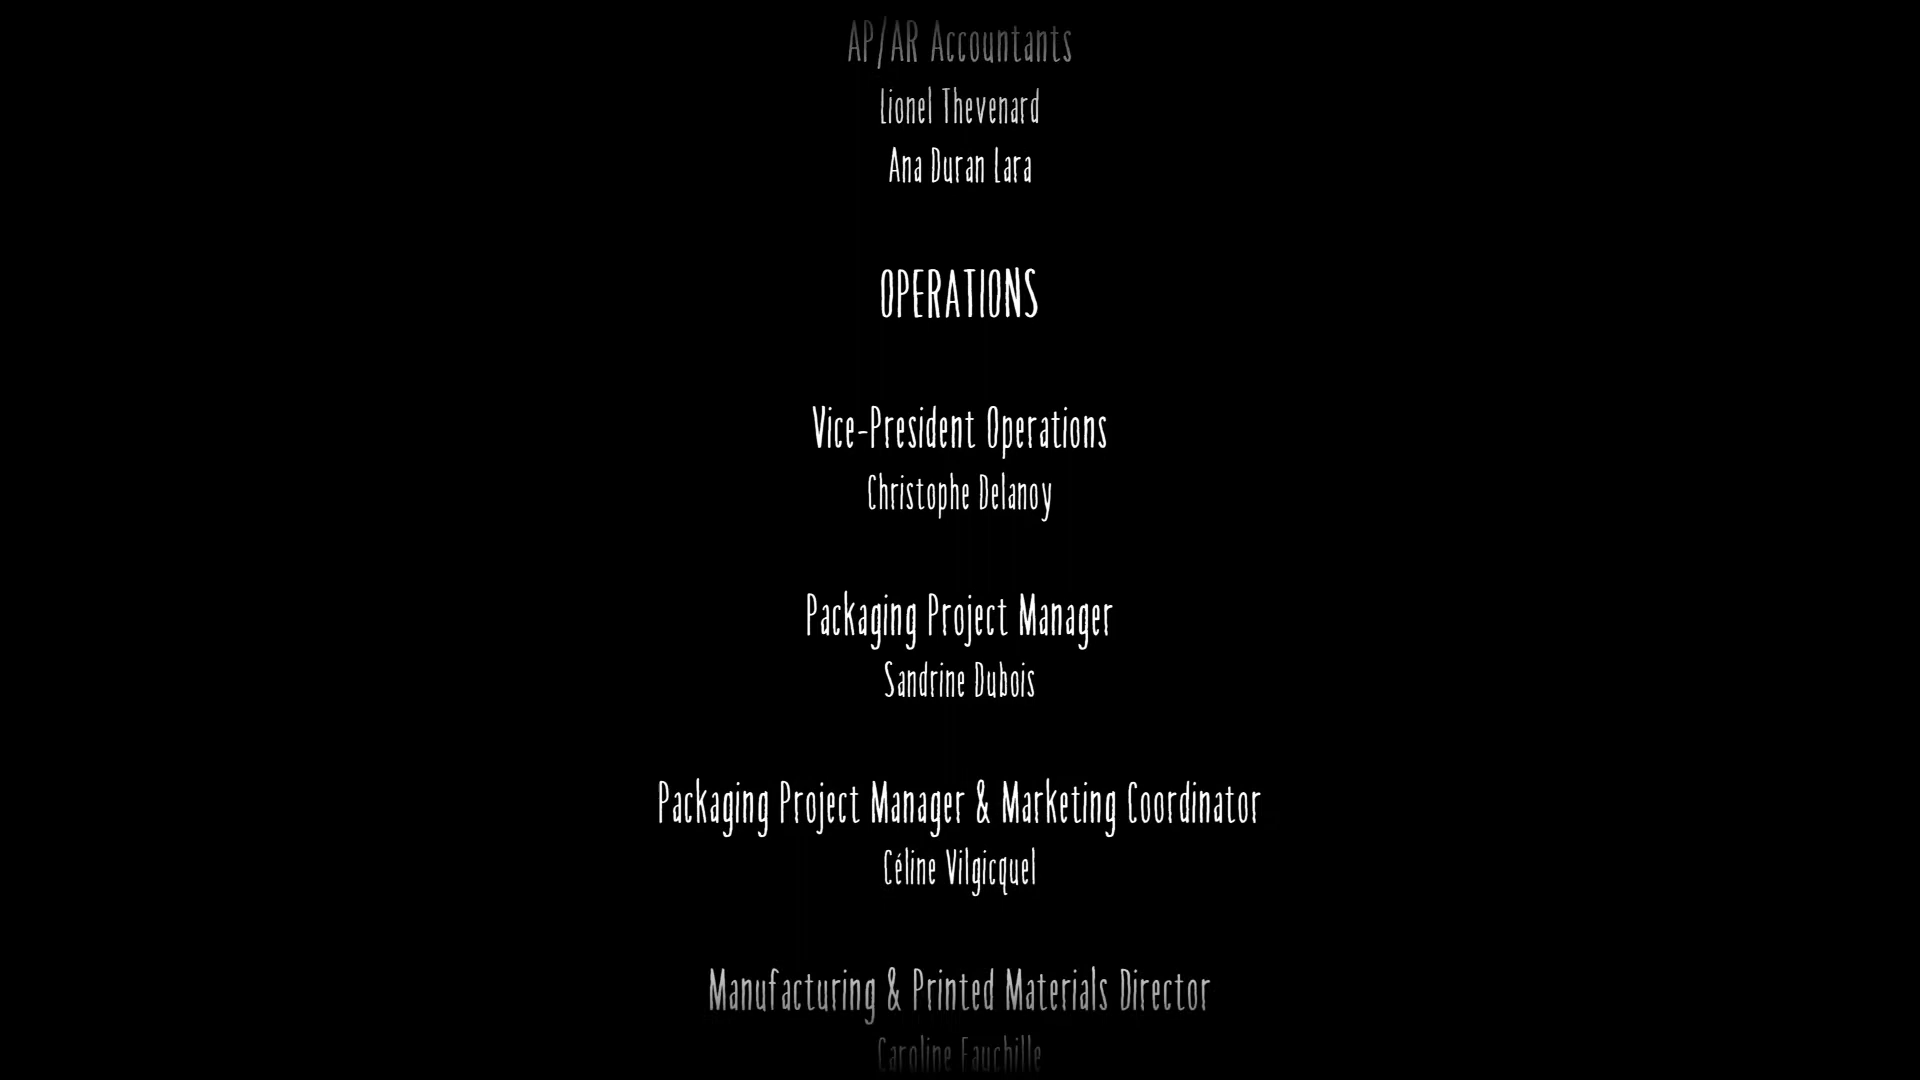 AP/AR Accountants
Lionel Thevenard
Ana Duran Lara
OPERATIONS
Vice-President Operations
Christophe Delanoy
Packaging Project Manager
Sandrine Dubois
Packaging Project Manager & Marketing Coordinator
Céline Vilgicquel
Manufacturing & Printed Materials Director
Caroline Fauchille